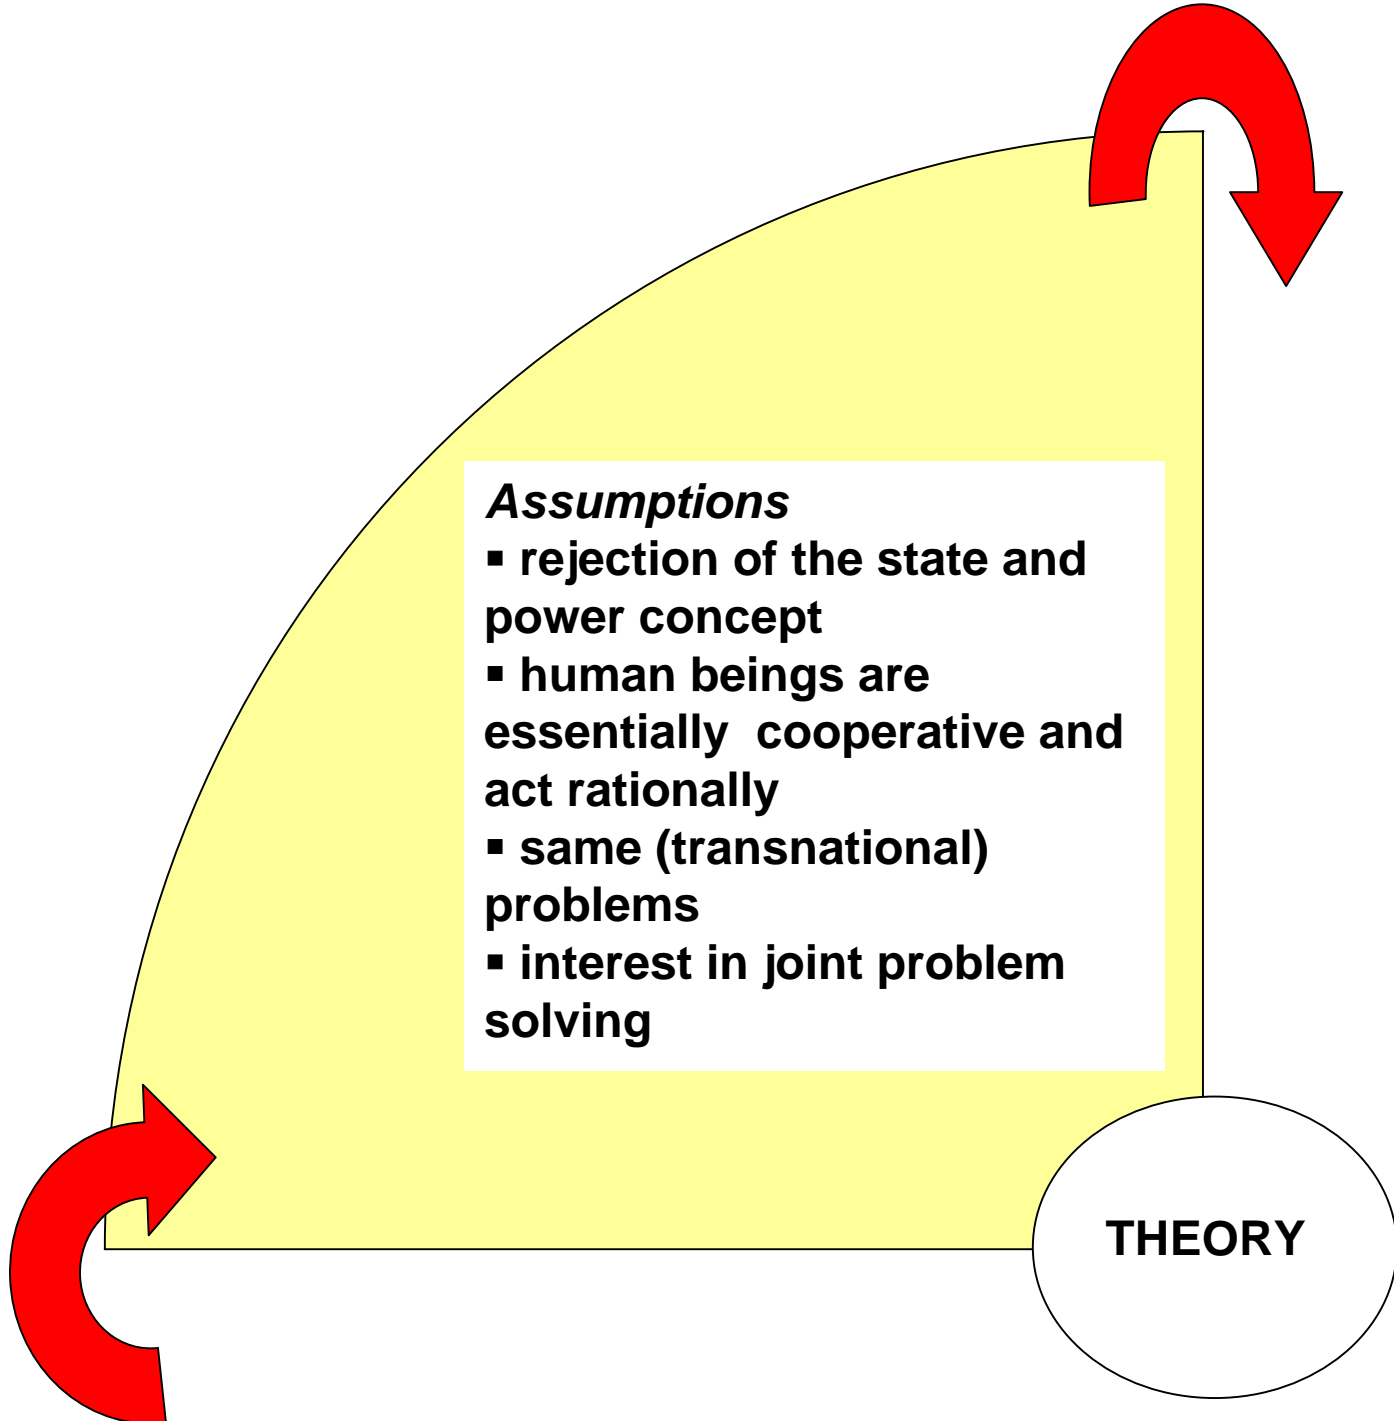 Assumptions
▪ rejection of the state and
power concept
▪ human beings are
essentially  cooperative and
act rationally
▪ same (transnational)
problems
▪ interest in joint problem
solving
THEORY